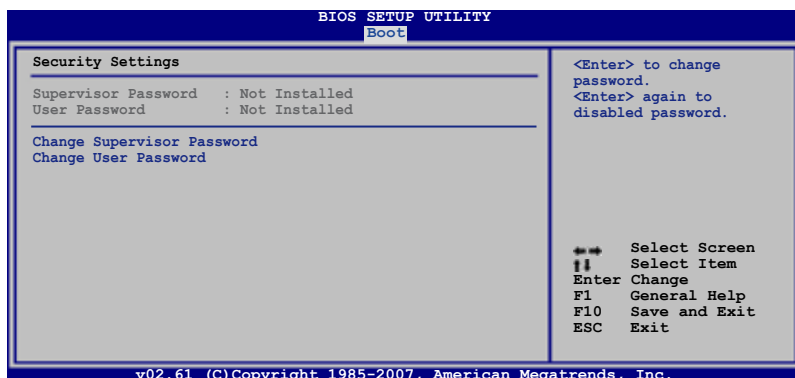 BIOS SETUP UTILITY
Boot
Security Settings
Supervisor Password : Not Installed
User Password : Not Installed
Change Supervisor Password
Change User Password
<Enter> to change
password.
<Enter> again to
disabled password.
Select Screen
Select Item
Enter Change
F1 General Help
F10 Save and Exit
ESC Exit
v02.61 (C)Copyright 1985-2007, American Megatrends, Inc.